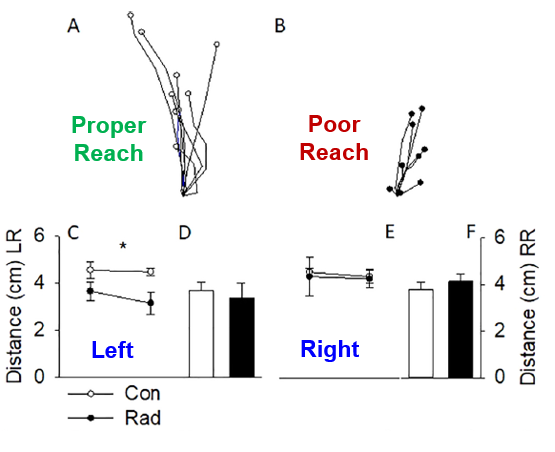 A
B
Proper
Reach
Poor
Reach
C
D
E
F
*
6
4
2
0
Distance (cm) LR
Left
Right
6
4
2
0
Distance (cm) RR
Con
Rad